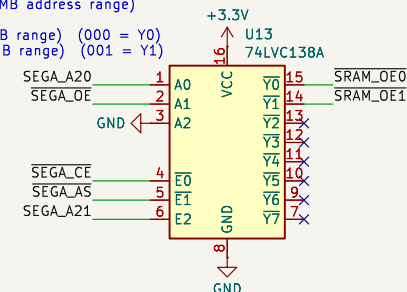 MB address range)
+3.3V
B range) (000 = Y0)
B range) (001 = Y1)
U13
74LVC138A
16
VCC
SEGA_A20 1 A0 Y0 15 SRAM_OE0
SEGA_OE 2 A1 Y1 14 SRAM_OE1
GND 3 A2 Y2 13
Y3 12
Y4 11
SEGA_CE 4 E0 Y5 10
SEGA_AS 5 E1 Y6 9
SEGA_A21 6 E2 Y7 7
GND
8
GND